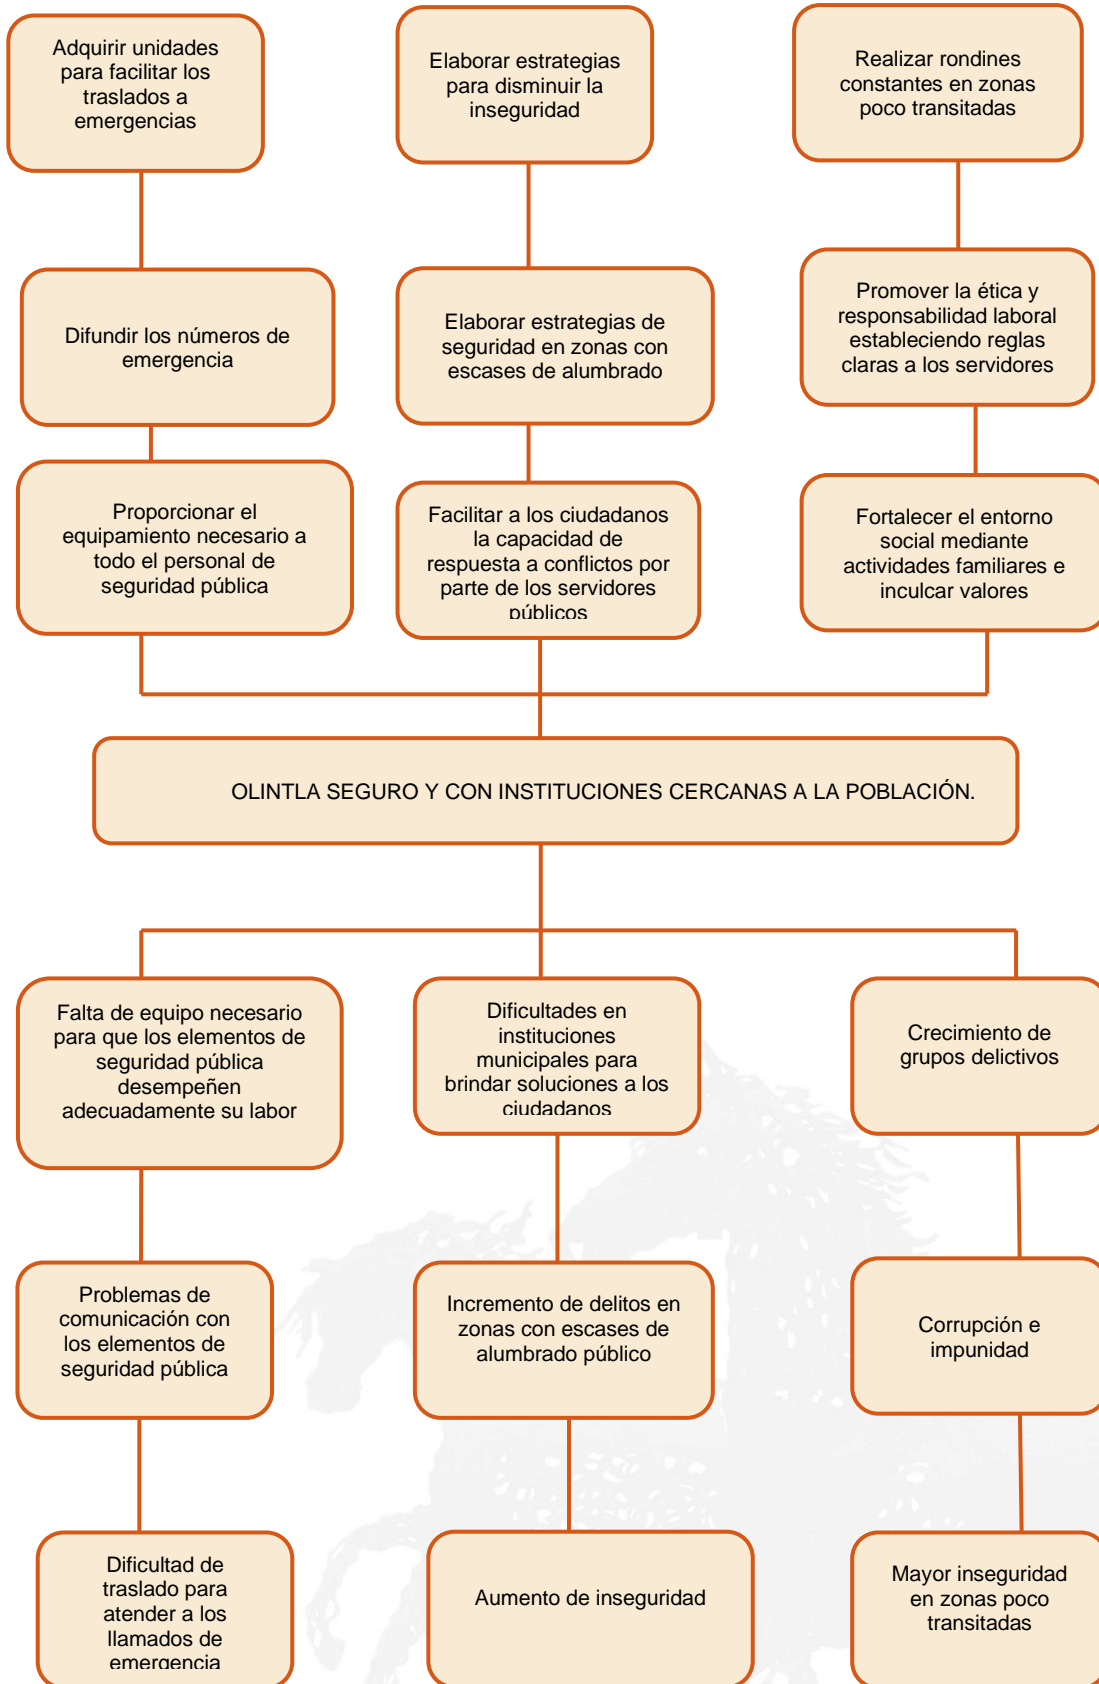 Adquirir unidades
para facilitar los
traslados a
emergencias
Elaborar estrategias
para disminuir la
inseguridad
Realizar rondines
constantes en zonas
poco transitadas
Difundir los números de
emergencia
Elaborar estrategias de
seguridad en zonas con
escases de alumbrado
Promover la ética y
responsabilidad laboral
estableciendo reglas
claras a los servidores
Proporcionar el
equipamiento necesario a
todo el personal de
seguridad pública
Facilitar a los ciudadanos
la capacidad de
respuesta a conflictos por
parte de los servidores
públicos
Fortalecer el entorno
social mediante
actividades familiares e
inculcar valores
OLINTLA SEGURO Y CON INSTITUCIONES CERCANAS A LA POBLACIÓN.
Falta de equipo necesario
para que los elementos de
seguridad pública
desempeñen
adecuadamente su labor
Dificultades en
instituciones
municipales para
brindar soluciones a los
ciudadanos
Crecimiento de
grupos delictivos
Problemas de
comunicación con
los elementos de
seguridad pública
Incremento de delitos en
zonas con escases de
alumbrado público
Corrupción e
impunidad
Dificultad de
traslado para
atender a los
llamados de
emergencia
Aumento de inseguridad
Mayor inseguridad
en zonas poco
transitadas